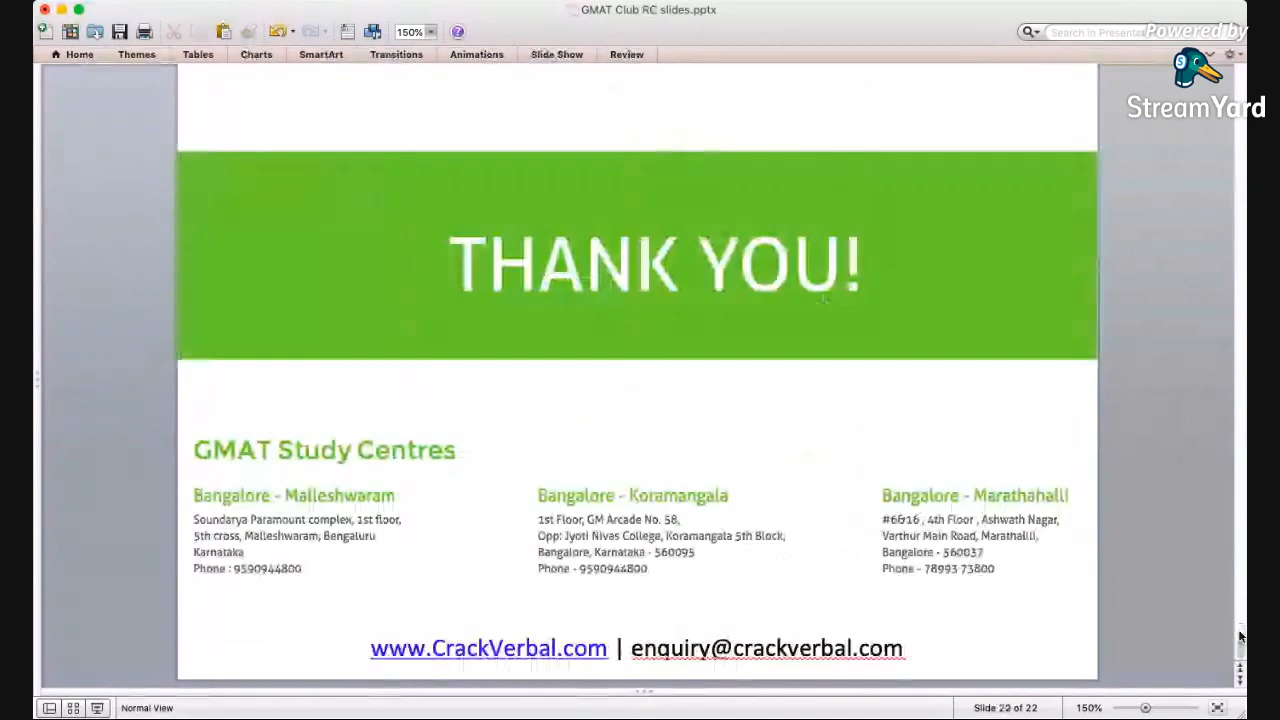 GMAT Club RC slides.pptx
150%
Search in Presenta
Powered by
StreamYard
Home Themes Tables Charts SmartArt Transitions Animations Slide Show Review
THANK YOU!
GMAT Study Centres
Bangalore - Malleshwaram
Soundarya Paramount complex, 1st floor,
5th cross, Malleshwaram, Bengaluru
Karnataka
Phone : 9590944800
Bangalore - Koramangala
1st Floor, GM Arcade No. 58,
Opp: Jyoti Nivas College, Koramangala 5th Block,
Bangalore, Karnataka - 560095
Phone - 9590944800
Bangalore - Marathahalli
#6&16 , 4th Floor , Ashwath Nagar,
Varthur Main Road, Marathalli,
Bangalore - 560037
Phone - 78993 73800
www.CrackVerbal.com | enquiry@crackverbal.com
Normal View
Slide 22 of 22
150%